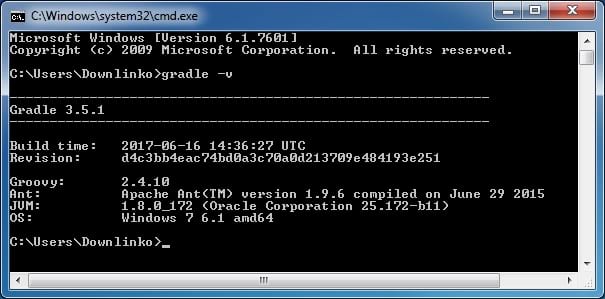 C:\Windows\system32\cmd.exe
Microsoft Windows [Version 6.1.7601]
Copyright (c) 2009 Microsoft Corporation.  All rights reserved.
C:\Users\Downlinko>gradle -v
------------------------------------------------------------
Gradle 3.5.1
------------------------------------------------------------
Build time:   2017-06-16 14:36:27 UTC
Revision:     d4c3bb4eac74bd0a3c70a0d213709e484193e251
Groovy:       2.4.10
Ant:          Apache Ant(TM) version 1.9.6 compiled on June 29 2015
JVM:          1.8.0_172 (Oracle Corporation 25.172-b11)
OS:           Windows 7 6.1 amd64
C:\Users\Downlinko>_